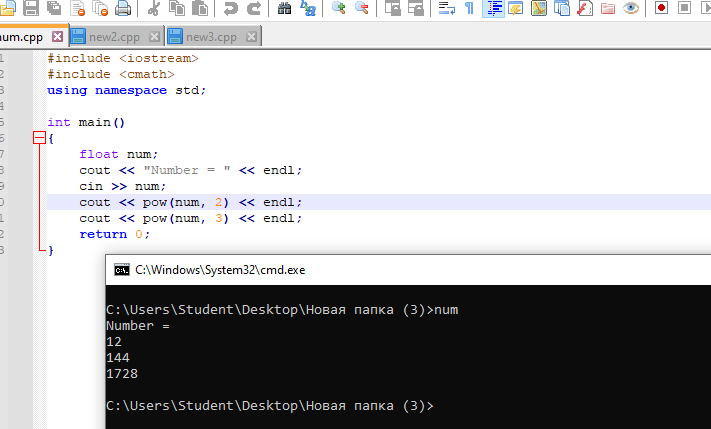 num.cpp new2.cpp new3.cpp
#include <iostream>
#include <cmath>
using namespace std;
int main()
{
float num;
cout << "Number = " << endl;
cin >> num;
cout << pow(num, 2) << endl;
cout << pow(num, 3) << endl;
return 0;
}
C:\Windows\System32\cmd.exe
C:\Users\Student\Desktop\Новая папка (3)>num
Number =
12
144
1728
C:\Users\Student\Desktop\Новая папка (3)>